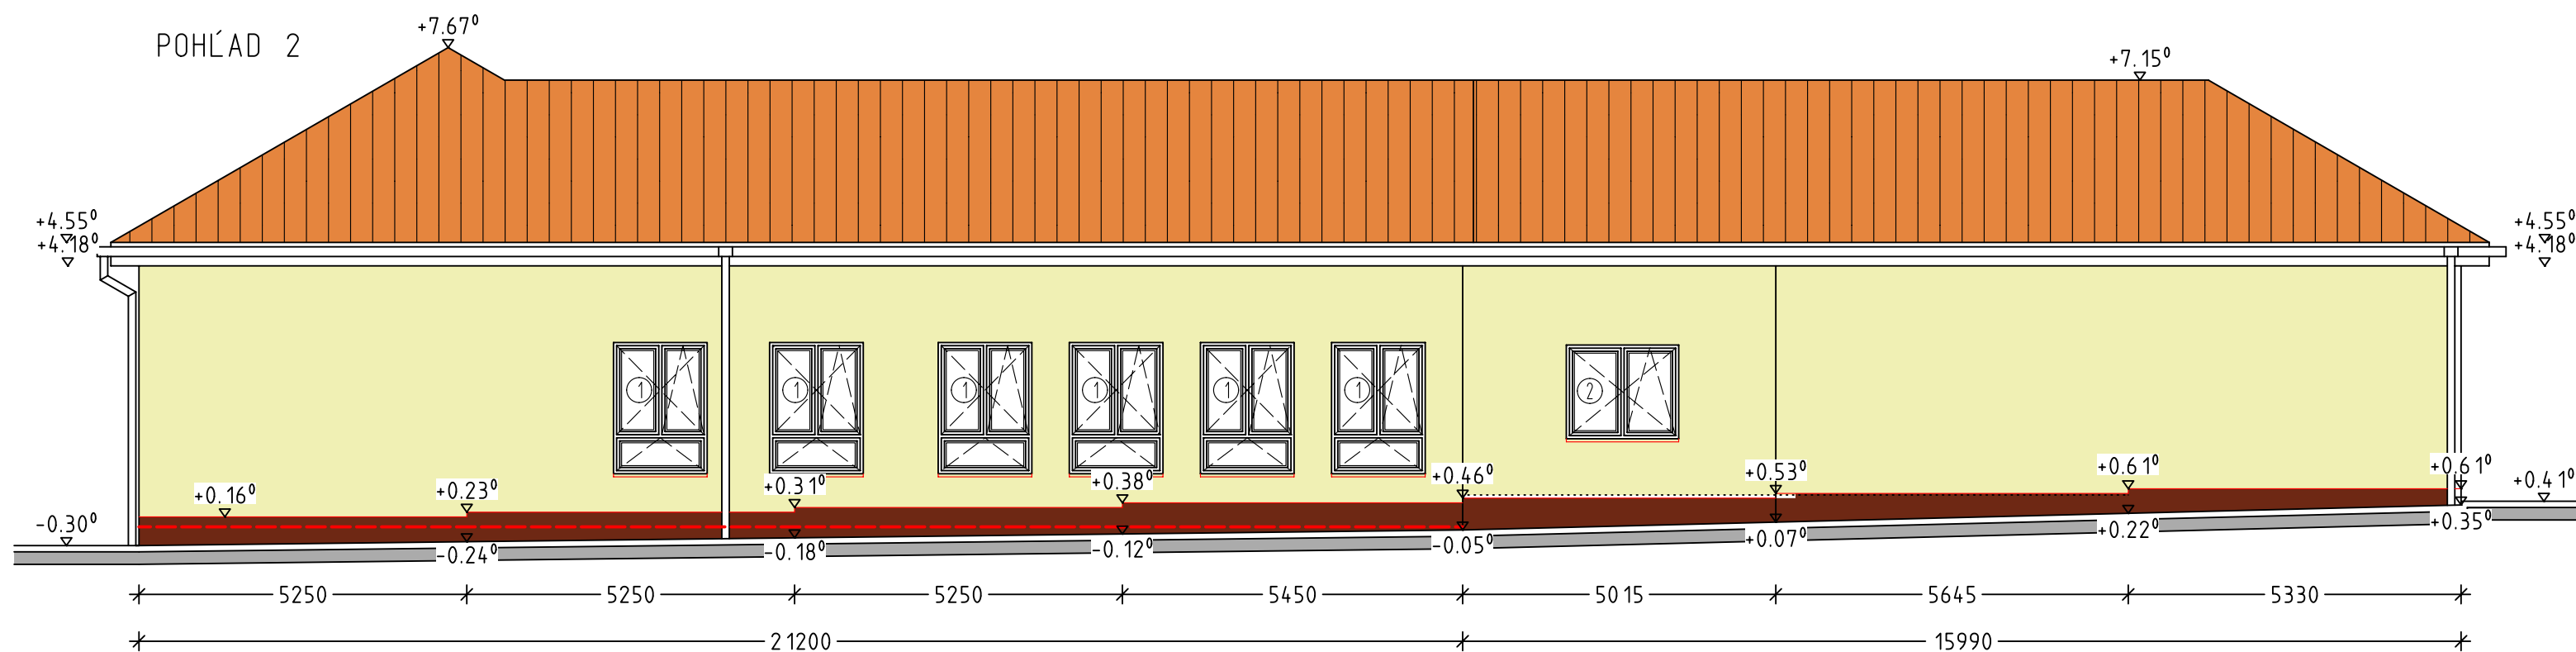 POHĽAD 2
+7.67⁰
+7.15⁰
+4.55⁰
+4.18⁰
+4.55⁰
+4.18⁰
1 1 1 1 1 1 2
+0.16⁰ +0.23⁰ +0.31⁰ +0.38⁰ +0.46⁰ +0.53⁰ +0.61⁰ +0.61⁰ +0.41⁰
-0.30⁰ -0.24⁰ -0.18⁰ -0.12⁰ -0.05⁰ +0.07⁰ +0.22⁰ +0.35⁰
5250 5250 5250 5450 5015 5645 5330
21200 15990